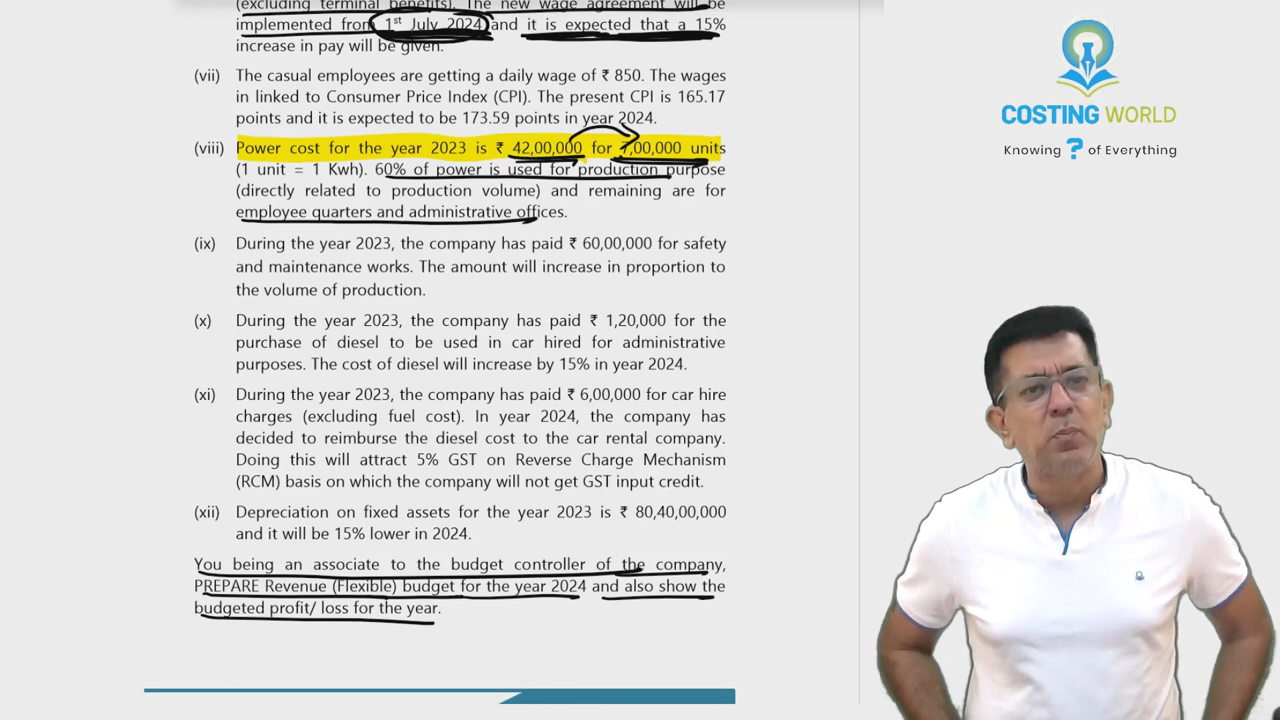 (excluding terminal benefits). The new wage agreement will be
implemented from 1st July 2024 and it is expected that a 15%
increase in pay will be given.
(vii) The casual employees are getting a daily wage of ₹ 850. The wages
in linked to Consumer Price Index (CPI). The present CPI is 165.17
points and it is expected to be 173.59 points in year 2024.
(viii) Power cost for the year 2023 is ₹ 42,00,000 for 7,00,000 units
(1 unit = 1 Kwh). 60% of power is used for production purpose
(directly related to production volume) and remaining are for
employee quarters and administrative offices.
(ix) During the year 2023, the company has paid ₹ 60,00,000 for safety
and maintenance works. The amount will increase in proportion to
the volume of production.
(x) During the year 2023, the company has paid ₹ 1,20,000 for the
purchase of diesel to be used in car hired for administrative
purposes. The cost of diesel will increase by 15% in year 2024.
(xi) During the year 2023, the company has paid ₹ 6,00,000 for car hire
charges (excluding fuel cost). In year 2024, the company has
decided to reimburse the diesel cost to the car rental company.
Doing this will attract 5% GST on Reverse Charge Mechanism
(RCM) basis on which the company will not get GST input credit.
(xii) Depreciation on fixed assets for the year 2023 is ₹ 80,40,00,000
and it will be 15% lower in 2024.
You being an associate to the budget controller of the company,
PREPARE Revenue (Flexible) budget for the year 2024 and also show the
budgeted profit/ loss for the year.
COSTING WORLD
Knowing ? of Everything